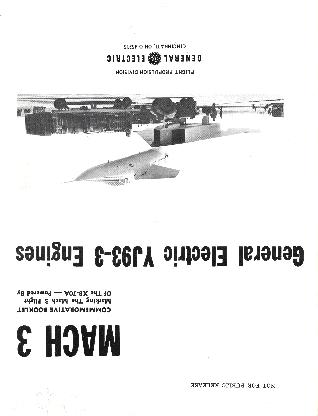 NOT FOR PUBLIC RELEASE
MACH 3
COMMEMORATIVE BOOKLET
Marking The Mach 3 Flight
Of The XB-70A — Powered By
General Electric YJ93-3 Engines
FLIGHT PROPULSION DIVISION
GENERAL ELECTRIC
CINCINNATI, OHIO 45215